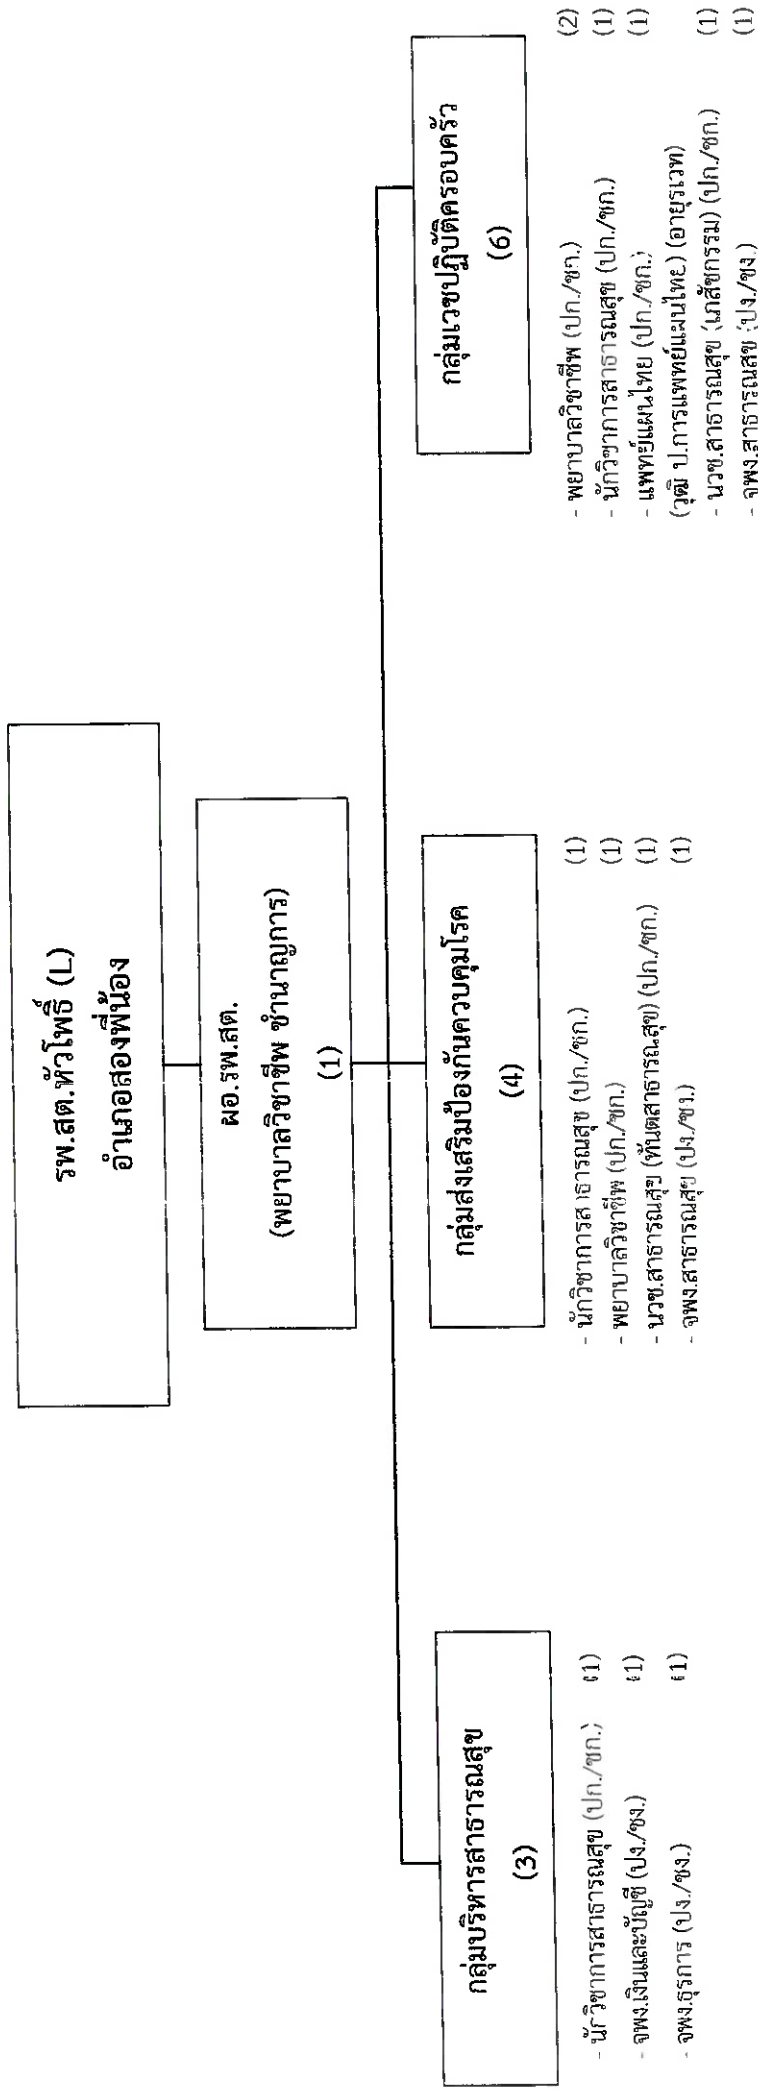 รพ.สต.หัวโพธิ์ (L)
อำเภอสองพี่น้อง
ผอ.รพ.สต.
(พยาบาลวิชาชีพ ชำนาญการ)
(1)
กลุ่มบริหารสาธารณสุข
(3)
- นักวิชาการสาธารณสุข (ปก./ชก.) (1)
- จพง.เงินและบัญชี (ปง./ชง.) (1)
- จพง.ธุรการ (ปง./ชง.) (1)
กลุ่มส่งเสริมป้องกันควบคุมโรค
(4)
- นักวิชาการสาธารณสุข (ปก./ชก.) (1)
- พยาบาลวิชาชีพ (ปก./ชก.) (1)
- นวช.สาธารณสุข (ทันตสาธารณสุข) (ปก./ชก.) (1)
- จพง.สาธารณสุข (ปง./ชง.) (1)
กลุ่มเวชปฏิบัติครอบครัว
(6)
- พยาบาลวิชาชีพ (ปก./ชก.) (2)
- นักวิชาการสาธารณสุข (ปก./ชก.) (1)
- แพทย์แผนไทย (ปก./ชก.) (1)
(วุฒิ ป.การแพทย์แผนไทย) (อายุรเวท)
- นวช.สาธารณสุข (เภสัชกรรม) (ปก./ชก.) (1)
- จพง.สาธารณสุข (ปง./ชง.) (1)